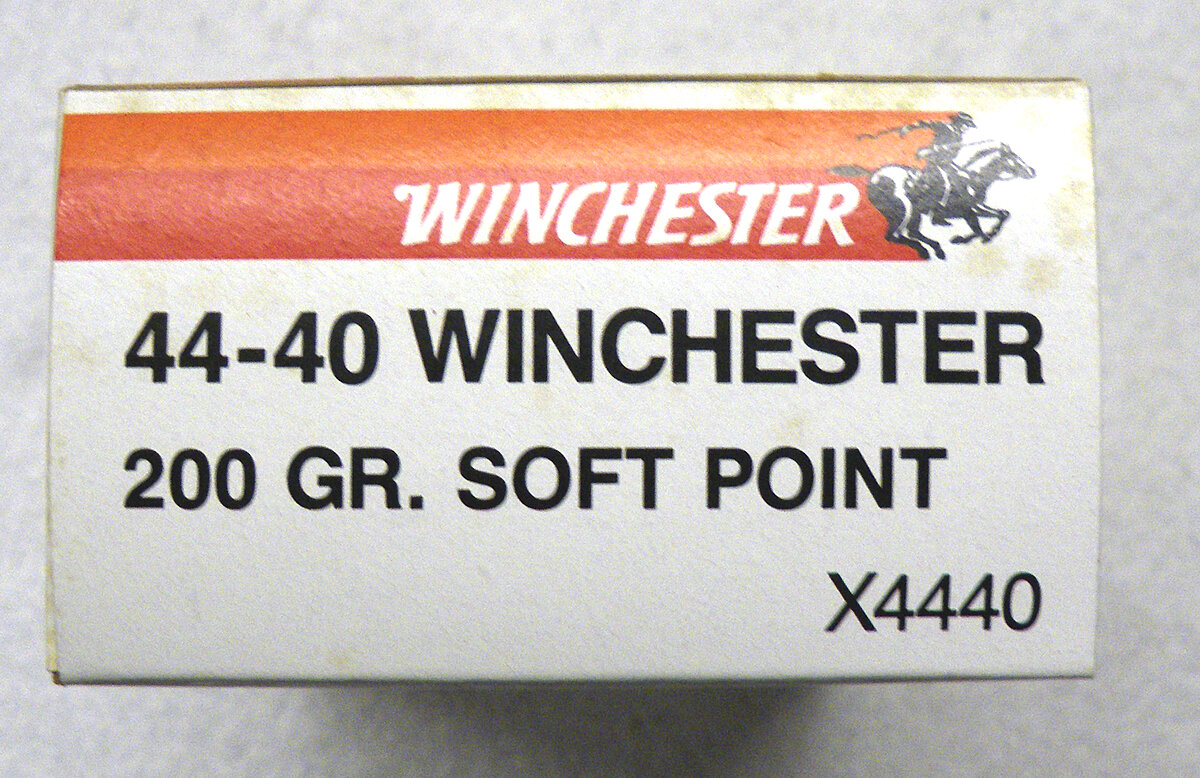 WINCHESTER
44-40 WINCHESTER
200 GR. SOFT POINT
X4440